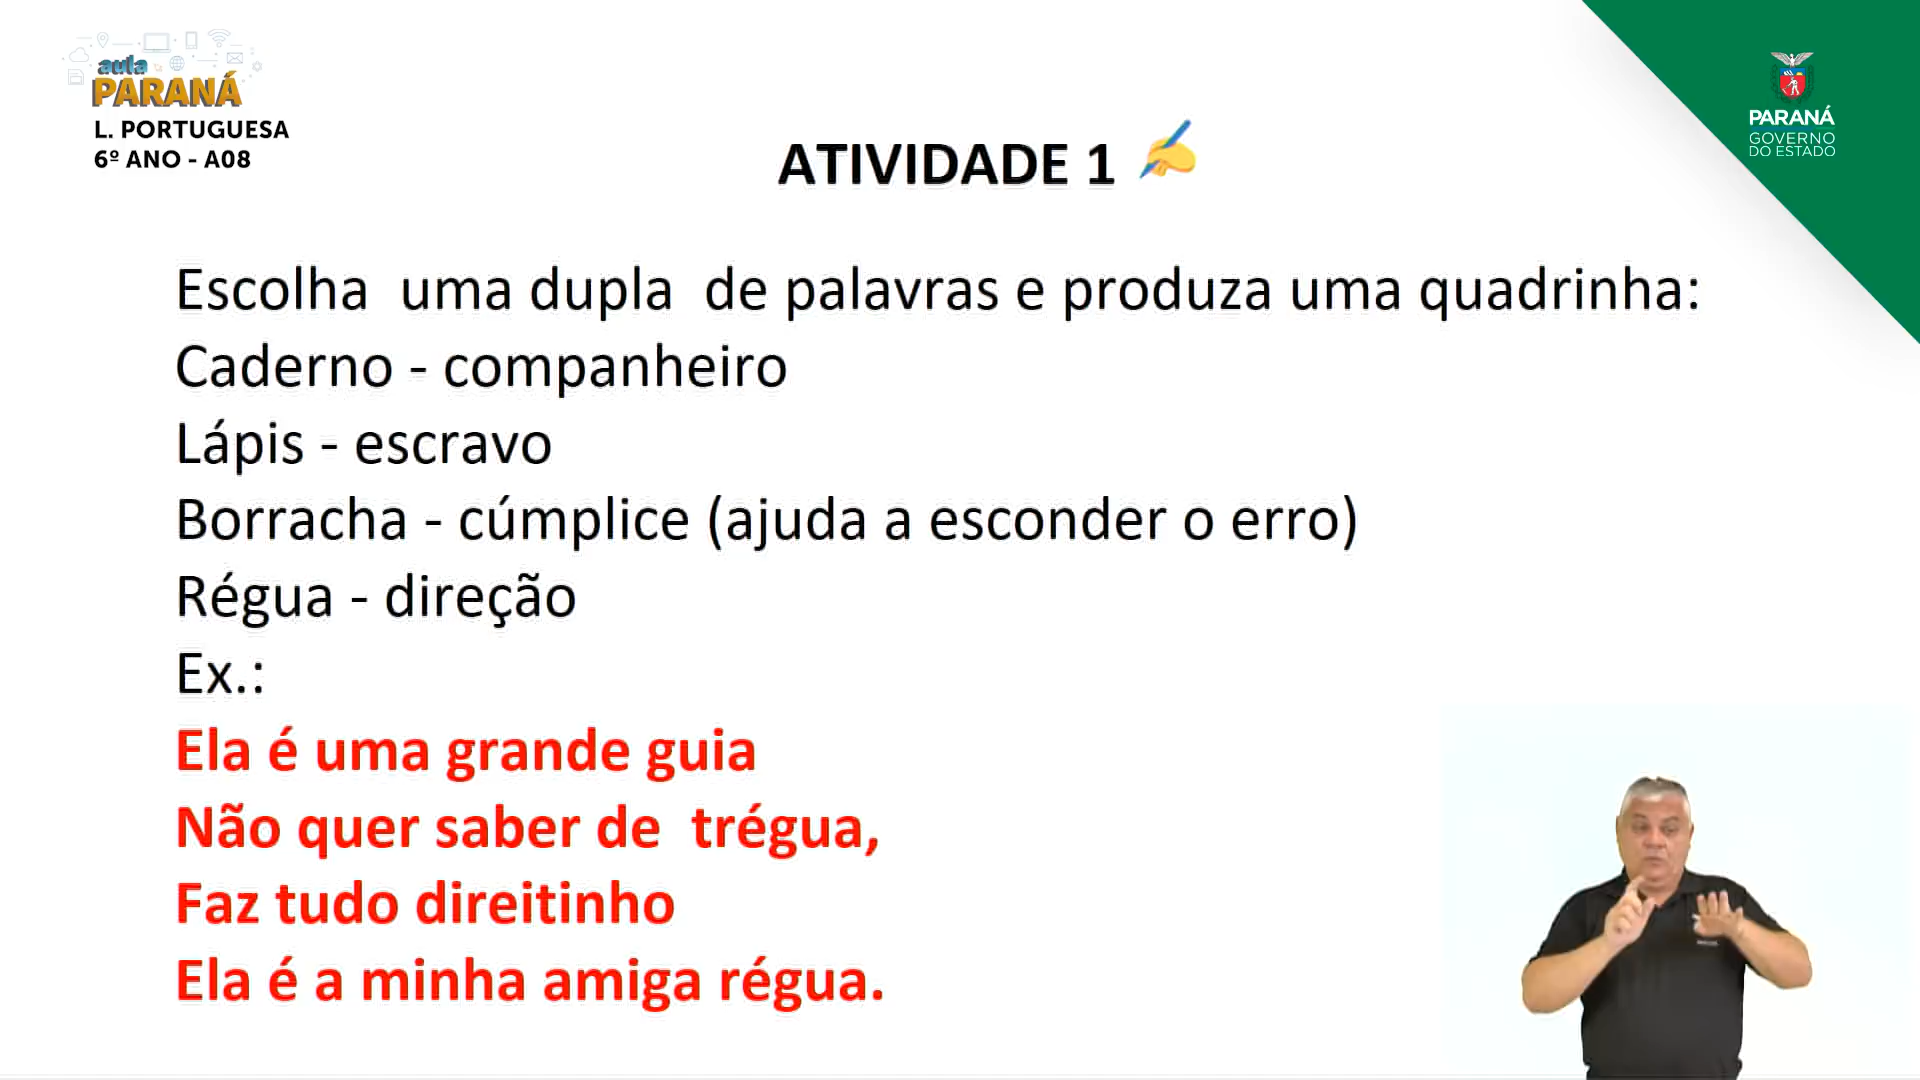 aula
PARANÁ
L. PORTUGUESA
6º ANO - A08
PARANÁ
GOVERNO
DO ESTADO
ATIVIDADE 1
Escolha uma dupla de palavras e produza uma quadrinha:
Caderno - companheiro
Lápis - escravo
Borracha - cúmplice (ajuda a esconder o erro)
Régua - direção
Ex.:
Ela é uma grande guia
Não quer saber de trégua,
Faz tudo direitinho
Ela é a minha amiga régua.